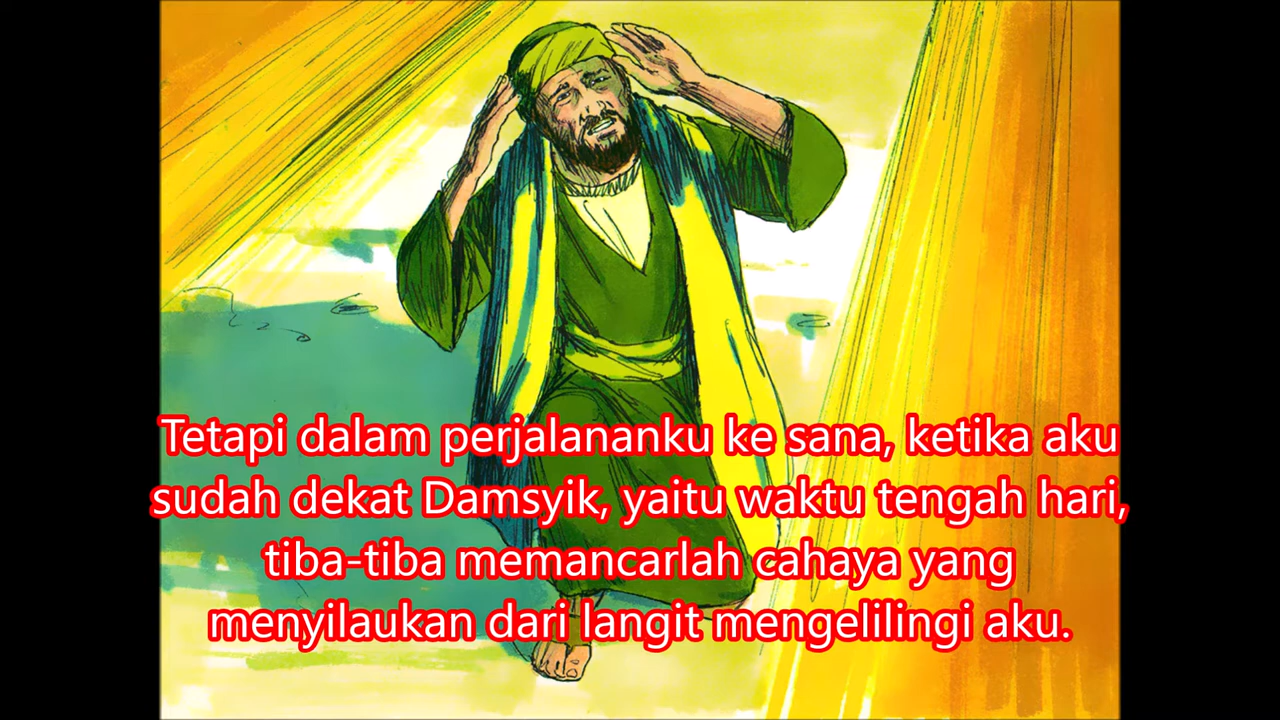 Tetapi dalam perjalananku ke sana, ketika aku
sudah dekat Damsyik, yaitu waktu tengah hari,
tiba-tiba memancarlah cahaya yang
menyilaukan dari langit mengelilingi aku.